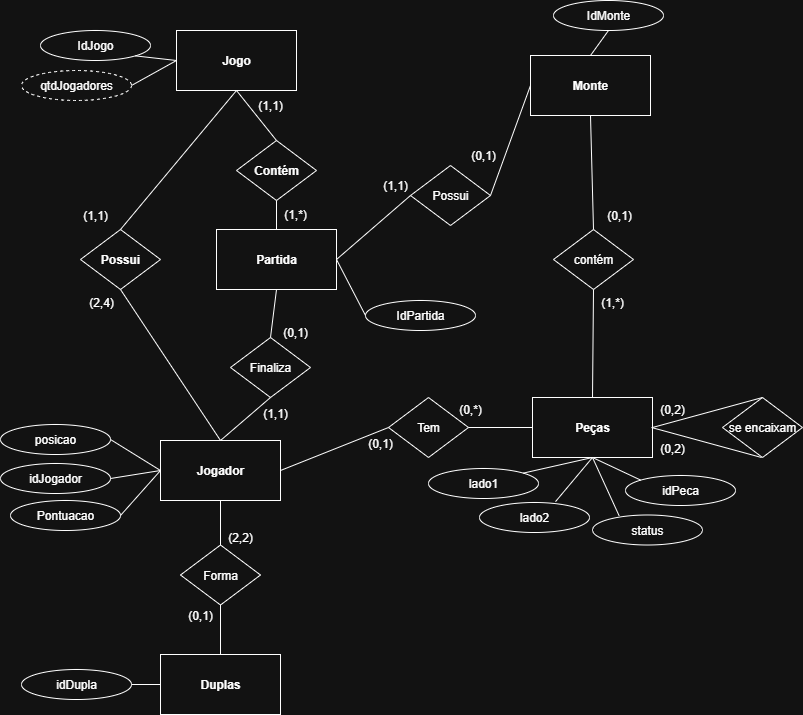 IdMonte
IdJogo
Jogo
qtdJogadores
Monte
(1,1)
(0,1)
Contém
(1,1)
Possui
(1,1)
(1,*)
(0,1)
Possui
Partida
contém
(2,4)
(1,*)
IdPartida
(0,1)
Finaliza
(1,1)
(0,*)
(0,2)
Tem
Peças
se encaixam
posicao
(0,1)
(0,2)
Jogador
idJogador
lado1
idPeca
Pontuacao
lado2
status
(2,2)
Forma
(0,1)
idDupla
Duplas